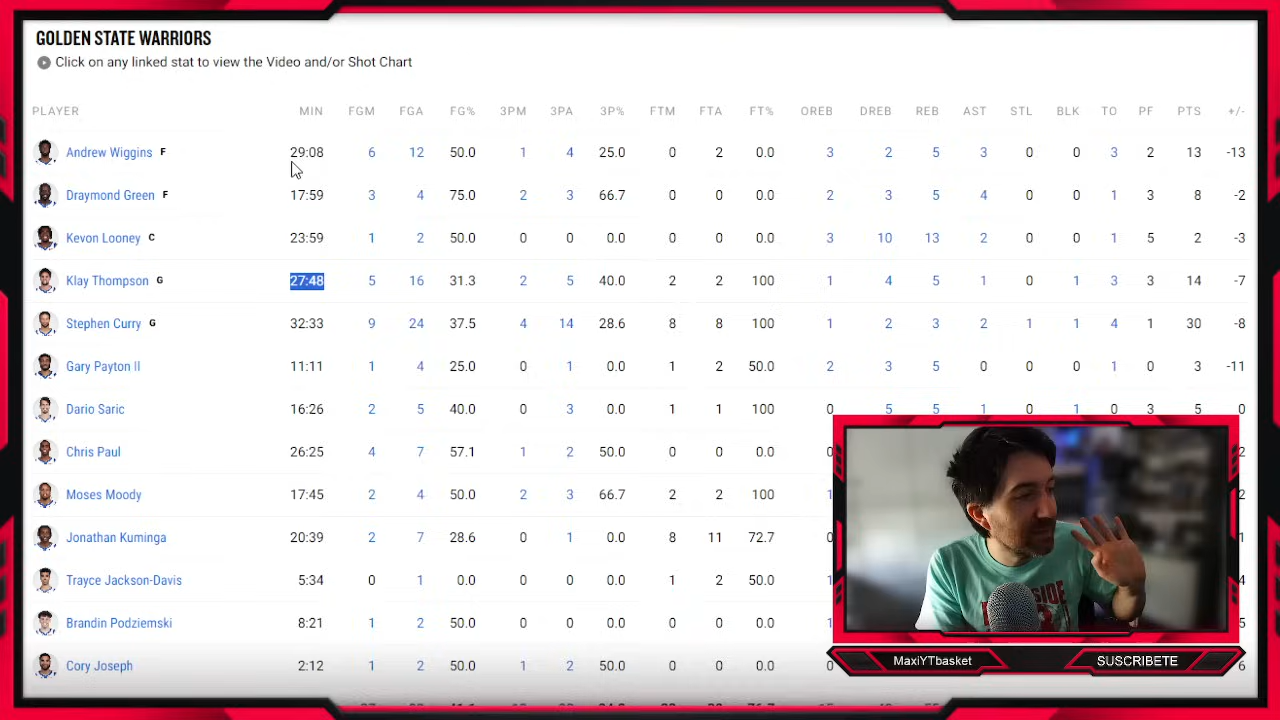 GOLDEN STATE WARRIORS
Click on any linked stat to view the Video and/or Shot Chart
PLAYER MIN FGM FGA FG% 3PM 3PA 3P% FTM FTA FT% OREB DREB REB AST STL BLK TO PF PTS +/-
Andrew Wiggins F 29:08 6 12 50.0 1 4 25.0 0 2 0.0 3 2 5 3 0 0 3 2 13 -13
Draymond Green F 17:59 3 4 75.0 2 3 66.7 0 0 0.0 2 3 5 4 0 0 1 3 8 -2
Kevon Looney C 23:59 1 2 50.0 0 0 0.0 0 0 0.0 3 10 13 2 0 0 1 5 2 -3
Klay Thompson G 27:48 5 16 31.3 2 5 40.0 2 2 100 1 4 5 1 0 1 3 3 14 -7
Stephen Curry G 32:33 9 24 37.5 4 14 28.6 8 8 100 1 2 3 2 1 1 4 1 30 -8
Gary Payton II 11:11 1 4 25.0 0 1 0.0 1 2 50.0 2 3 5 0 0 0 1 0 3 -11
Dario Saric 16:26 2 5 40.0 0 3 0.0 1 1 100 0 5 5 1 0 1 0 3 5 0
Chris Paul 26:25 4 7 57.1 1 2 50.0 0 0 0.0
Moses Moody 17:45 2 4 50.0 2 3 66.7 2 2 100
Jonathan Kuminga 20:39 2 7 28.6 0 1 0.0 8 11 72.7
Trayce Jackson-Davis 5:34 0 1 0.0 0 0 0.0 1 2 50.0
Brandin Podziemski 8:21 1 2 50.0 0 0 0.0 0 0 0.0
Cory Joseph 2:12 1 2 50.0 1 2 50.0 0 0 0.0
MaxiYTbasket
SUSCRIBETE